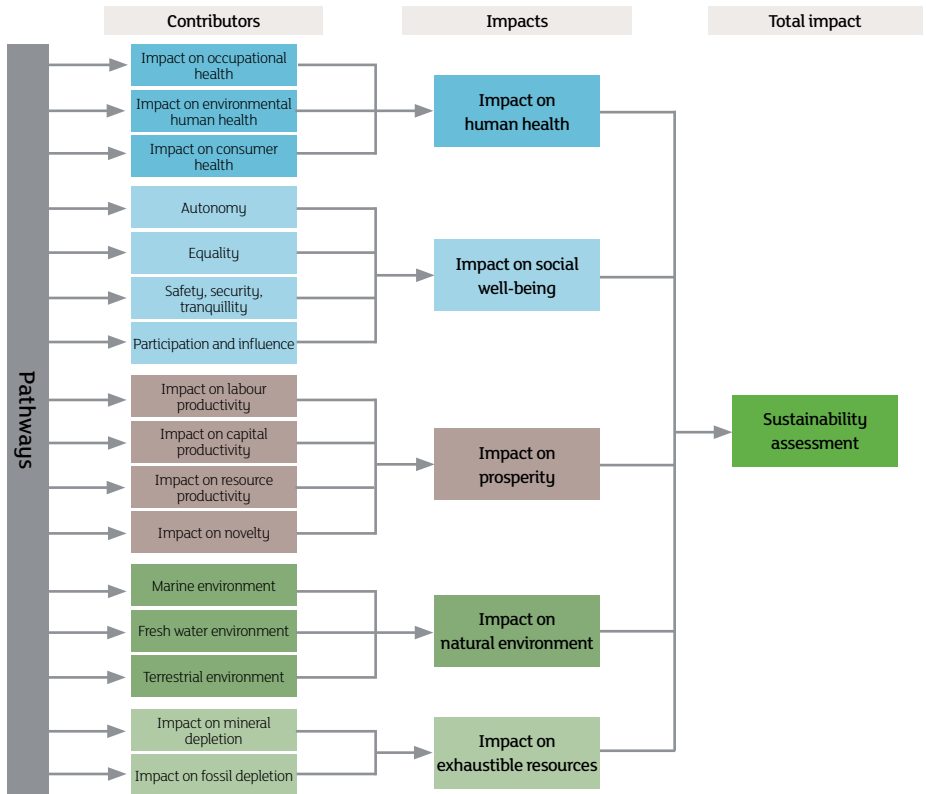 Contributors
Impacts
Total impact
Pathways
Impact on occupational
health
Impact on environmental
human health
Impact on consumer
health
Impact on
human health
Autonomy
Equality
Safety, security,
tranquillity
Participation and influence
Impact on social
well-being
Impact on labour
productivity
Impact on capital
productivity
Impact on resource
productivity
Impact on novelty
Impact on
prosperity
Marine environment
Fresh water environment
Terrestrial environment
Impact on
natural environment
Impact on mineral
depletion
Impact on fossil depletion
Impact on
exhaustible resources
Sustainability
assessment